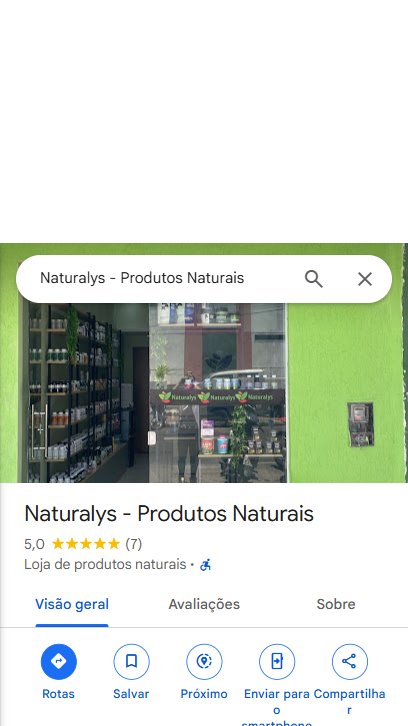 Naturalys - Produtos Naturais
Naturalys Naturalys Naturalys
Naturalys - Produtos Naturais
5,0 (7)
Loja de produtos naturais ·
Visão geral Avaliações Sobre
Rotas Salvar Próximo Enviar para o smartphone Compartilhar